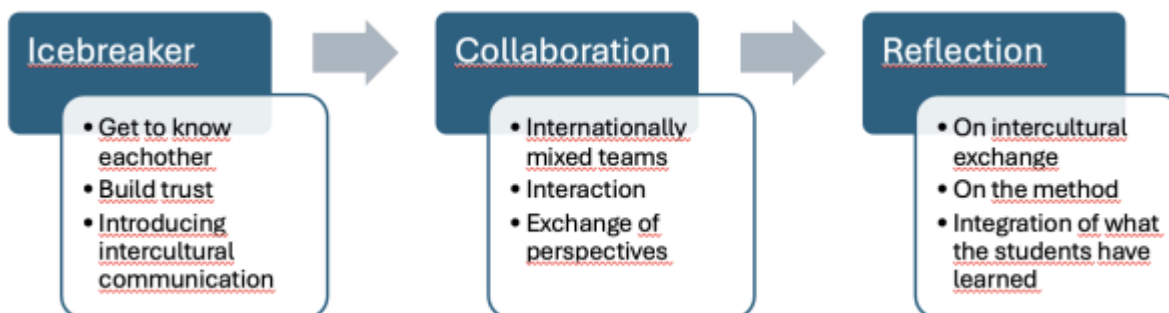 Icebreaker
• Get to know
eachother
• Build trust
• Introducing
intercultural
communication
Collaboration
• Internationally
mixed teams
• Interaction
• Exchange of
perspectives
Reflection
• On intercultural
exchange
• On the method
• Integration of what
the students have
learned